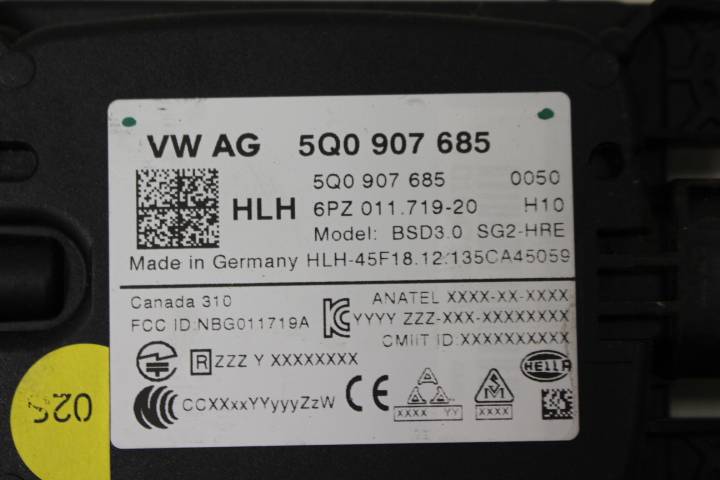 VW AG 5Q0 907 685
5Q0 907 685 0050
HLH 6PZ 011.719-20 H10
Model: BSD3.0 SG2-HRE
Made in Germany HLH-45F18.12/135CA45059
Canada 310
FCC ID:NBG011719A
ANATEL XXXX-XX-XXXX
YYYY ZZZ-XXX-XXXXXXXX
CMIIT ID:XXXXXXXXXX
R ZZZ Y XXXXXXXX
HELLA
CCXXxxYYyyyZzW
CE
XXXX YY
XXXX
025